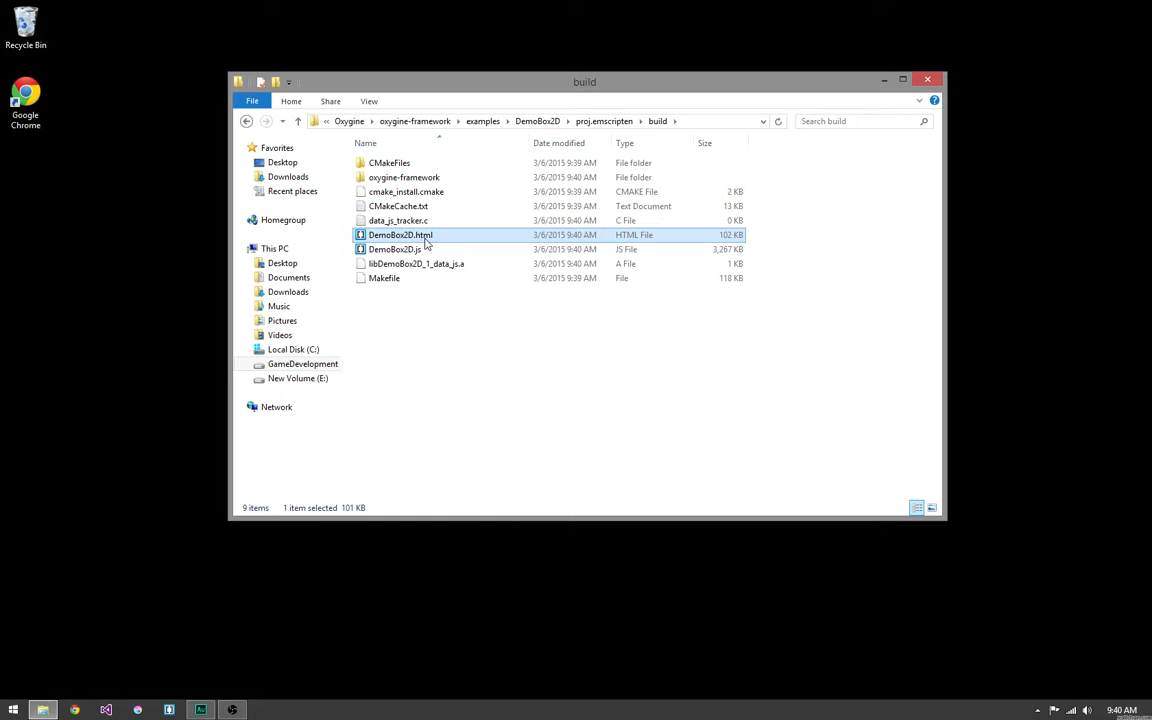 Recycle Bin
Google
Chrome
build
File Home Share View
« Oxygine oxygine-framework examples DemoBox2D proj.emscripten build
Search build
Name Date modified Type Size
Favorites
Desktop
Downloads
Recent places
Homegroup
This PC
Desktop
Documents
Downloads
Music
Pictures
Videos
Local Disk (C:)
GameDevelopment
New Volume (E:)
Network
CMakeFiles 3/6/2015 9:39 AM File folder
oxygine-framework 3/6/2015 9:40 AM File folder
cmake_install.cmake 3/6/2015 9:39 AM CMAKE File 2 KB
CMakeCache.txt 3/6/2015 9:39 AM Text Document 13 KB
data_js_tracker.c 3/6/2015 9:40 AM C File 0 KB
DemoBox2D.html 3/6/2015 9:40 AM HTML File 102 KB
DemoBox2D.js 3/6/2015 9:40 AM JS File 3,267 KB
libDemoBox2D_1_data_js.a 3/6/2015 9:40 AM A File 1 KB
Makefile 3/6/2015 9:39 AM File 118 KB
9 items 1 item selected 101 KB
Au
9:40 AM